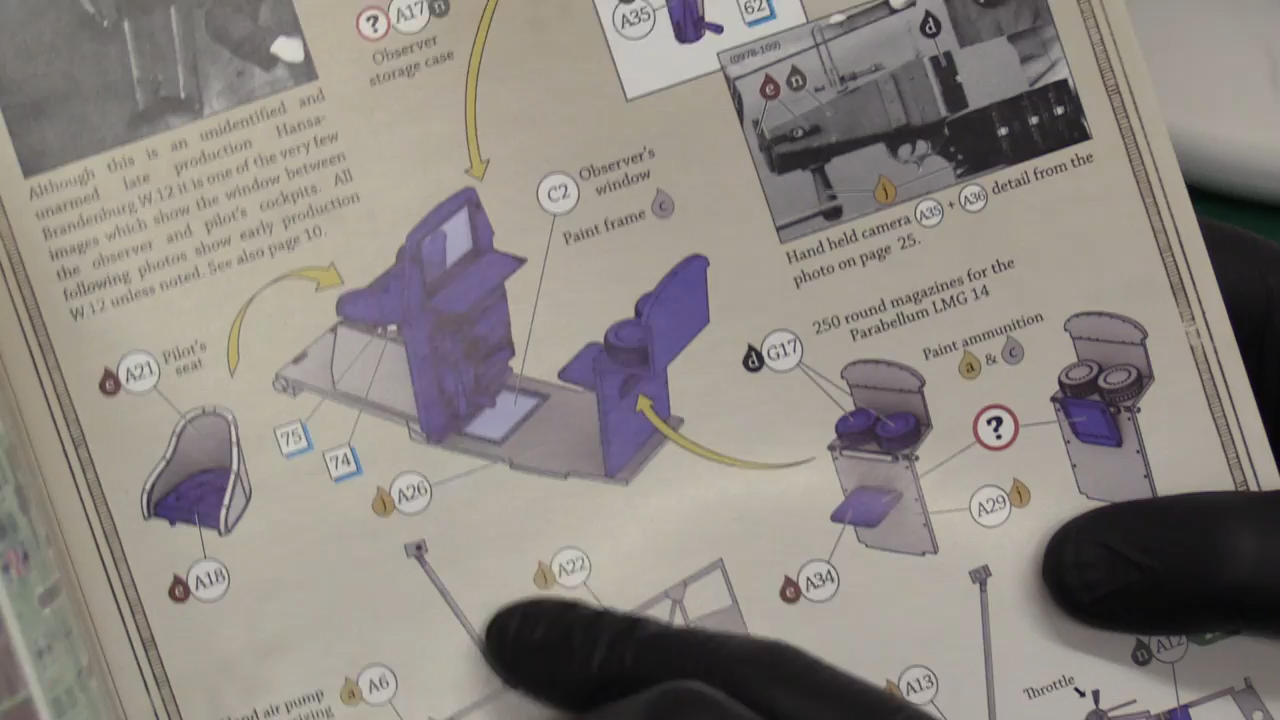 ?
A17
n
Observer
storage case
A35
62
(0978-109)
d
e
n
j
Although this is an unidentified and
unarmed late production Hansa-
Brandenburg W.12 it is one of the very few
images which show the window between
the observer and pilot's cockpits. All
following photos show early production
W.12 unless noted. See also page 10.
C2
Observer's
window
Paint frame
c
Hand held camera A35 + A36 detail from the
photo on page 25.
e
A21
Pilot's
seat
250 round magazines for the
Parabellum LMG 14
d
G17
Paint ammunition
a & c
?
75
74
j
A26
A29
j
e
A18
j
A22
e
A34
n
A12
a
A6
A13
Throttle
air pump